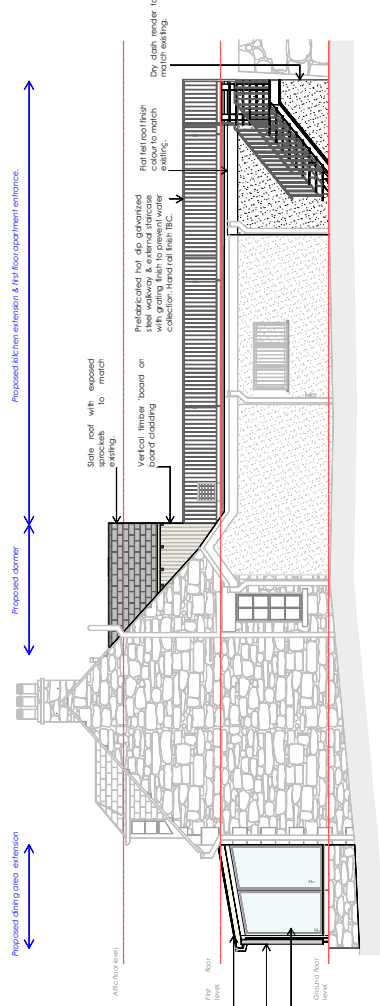 Proposed dining area extension
Proposed dormer
Proposed kitchen extension & first floor apartment entrance.
Slate roof with exposed
sprockets to match
existing.
Vertical timber 'board on
board cladding
Prefabricated hot dip galvanized
steel walkway & external staircase
with grating finish to prevent water
collection. Hand rail finish TBC.
Flat felt roof finish
colour to match
existing.
Dry dash render to
match existing.
Attic floor level.
First floor
level.
Ground floor
level.